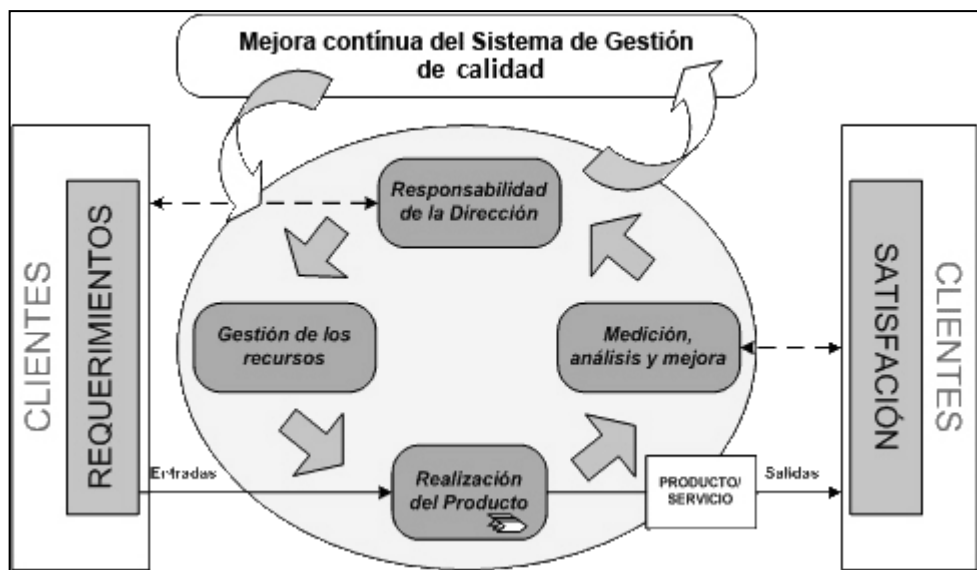 Mejora contínua del Sistema de Gestión
de calidad
CLIENTES
REQUERIMIENTOS
Responsabilidad
de la Dirección
Gestión de los
recursos
Medición,
análisis y mejora
Entradas
Realización
del Producto
PRODUCTO/
SERVICIO
Salidas
SATISFACIÓN
CLIENTES